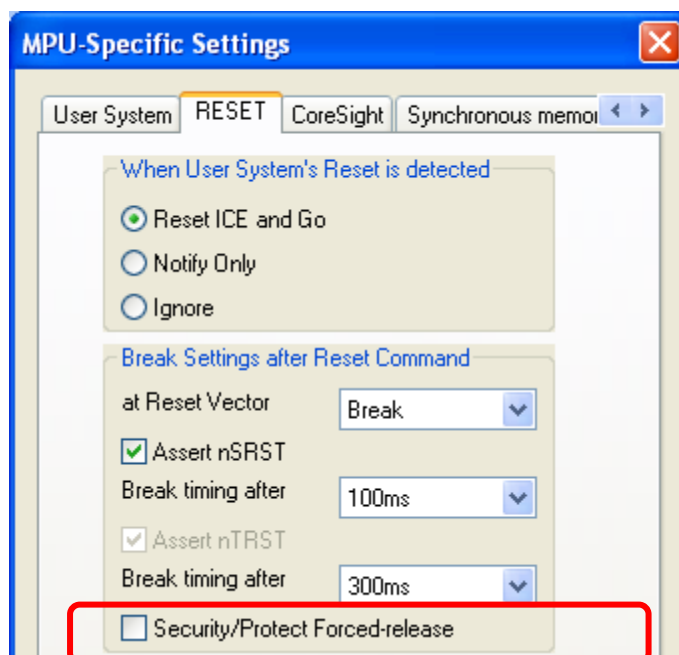 MPU-Specific Settings
User System RESET CoreSight Synchronous memor
When User System's Reset is detected
Reset ICE and Go
Notify Only
Ignore
Break Settings after Reset Command
at Reset Vector Break
Assert nSRST
Break timing after 100ms
Assert nTRST
Break timing after 300ms
Security/Protect Forced-release